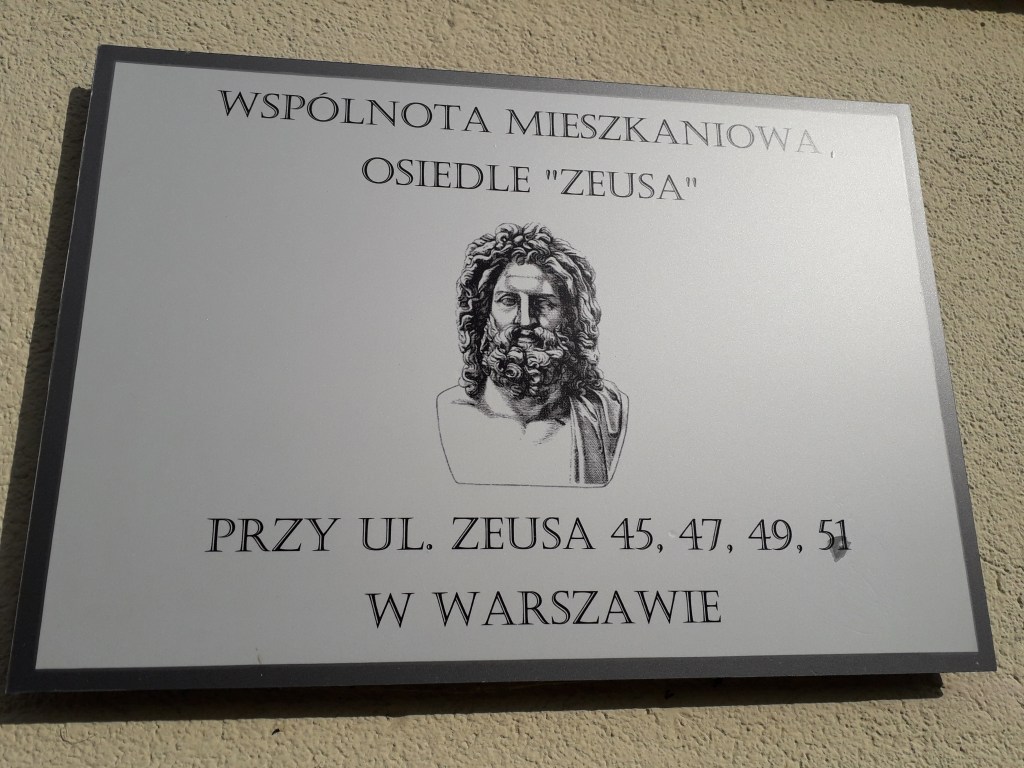 WSPÓLNOTA MIESZKANIOWA,
OSIEDLE "ZEUSA"
PRZY UL. ZEUSA 45, 47, 49, 51
W WARSZAWIE